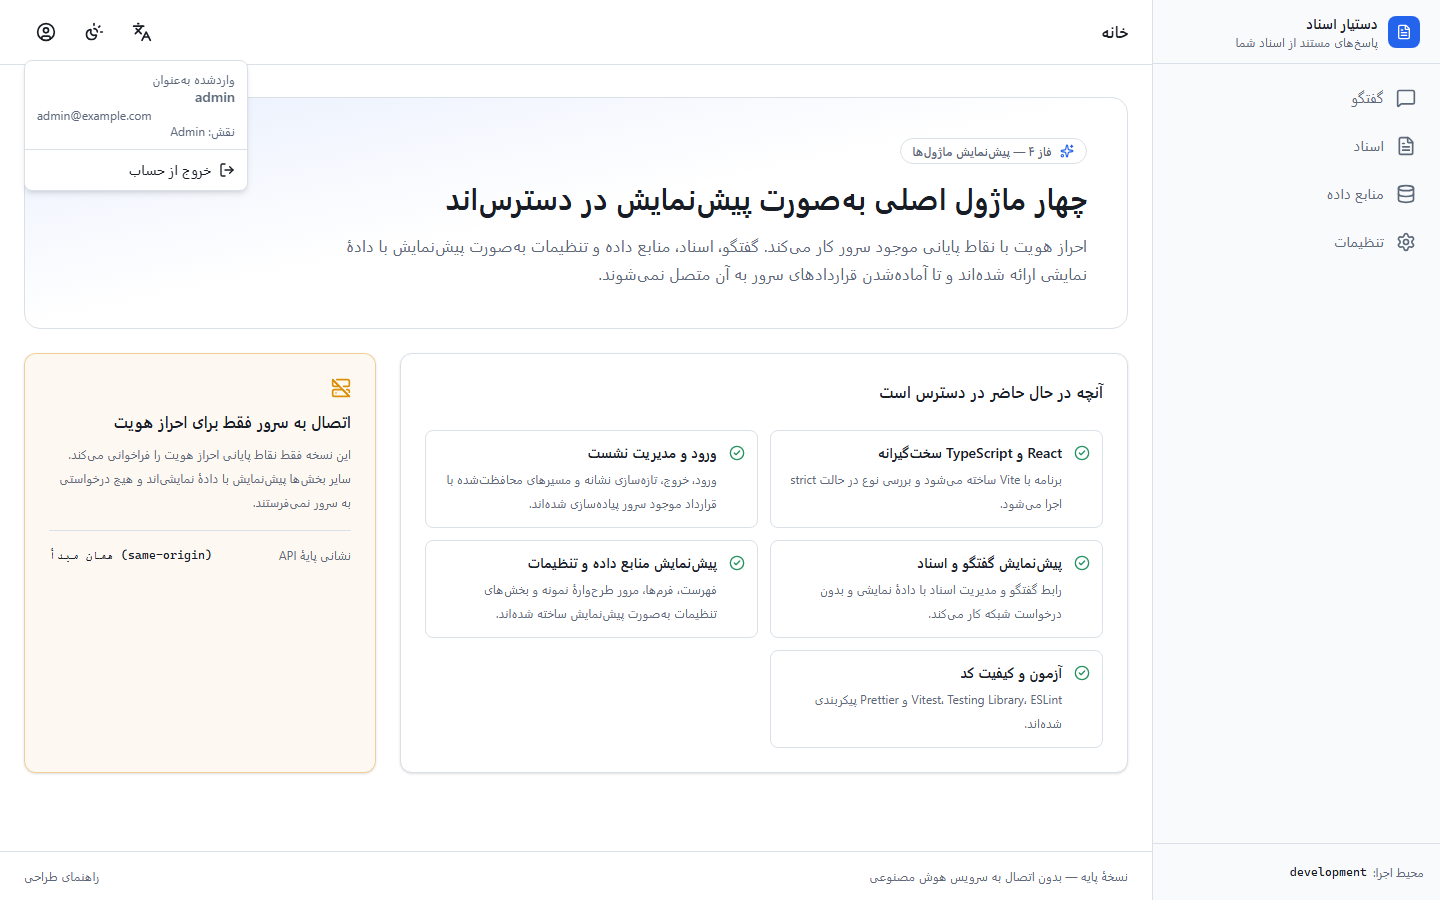 دستیار اسناد
پاسخ‌های مستند از اسناد شما
گفتگو
اسناد
منابع داده
تنظیمات
محیط اجرا: development
خانه
واردشده به‌عنوان
admin
admin@example.com
نقش: Admin
خروج از حساب
فاز ۴ — پیش‌نمایش ماژول‌ها
چهار ماژول اصلی به‌صورت پیش‌نمایش در دسترس‌اند
احراز هویت با نقاط پایانی موجود سرور کار می‌کند. گفتگو، اسناد، منابع داده و تنظیمات به‌صورت پیش‌نمایش با دادهٔ
نمایشی ارائه شده‌اند و تا آماده‌شدن قراردادهای سرور به آن متصل نمی‌شوند.
آنچه در حال حاضر در دسترس است
React و TypeScript سخت‌گیرانه
برنامه با Vite ساخته می‌شود و بررسی نوع در حالت strict
اجرا می‌شود.
ورود و مدیریت نشست
ورود، خروج، تازه‌سازی نشانه و مسیرهای محافظت‌شده با
قرارداد موجود سرور پیاده‌سازی شده‌اند.
پیش‌نمایش گفتگو و اسناد
رابط گفتگو و مدیریت اسناد با دادهٔ نمایشی و بدون
درخواست شبکه کار می‌کند.
پیش‌نمایش منابع داده و تنظیمات
فهرست، فرم‌ها، مرور طرح‌وارهٔ نمونه و بخش‌های
تنظیمات به‌صورت پیش‌نمایش ساخته شده‌اند.
آزمون و کیفیت کد
Vitest، Testing Library، ESLint و Prettier پیکربندی
شده‌اند.
اتصال به سرور فقط برای احراز هویت
این نسخه فقط نقاط پایانی احراز هویت را فراخوانی می‌کند.
سایر بخش‌ها پیش‌نمایش با دادهٔ نمایشی‌اند و هیچ درخواستی
به سرور نمی‌فرستند.
نشانی پایهٔ API
همان مبدأ (same-origin)
نسخهٔ پایه — بدون اتصال به سرویس هوش مصنوعی
راهنمای طراحی